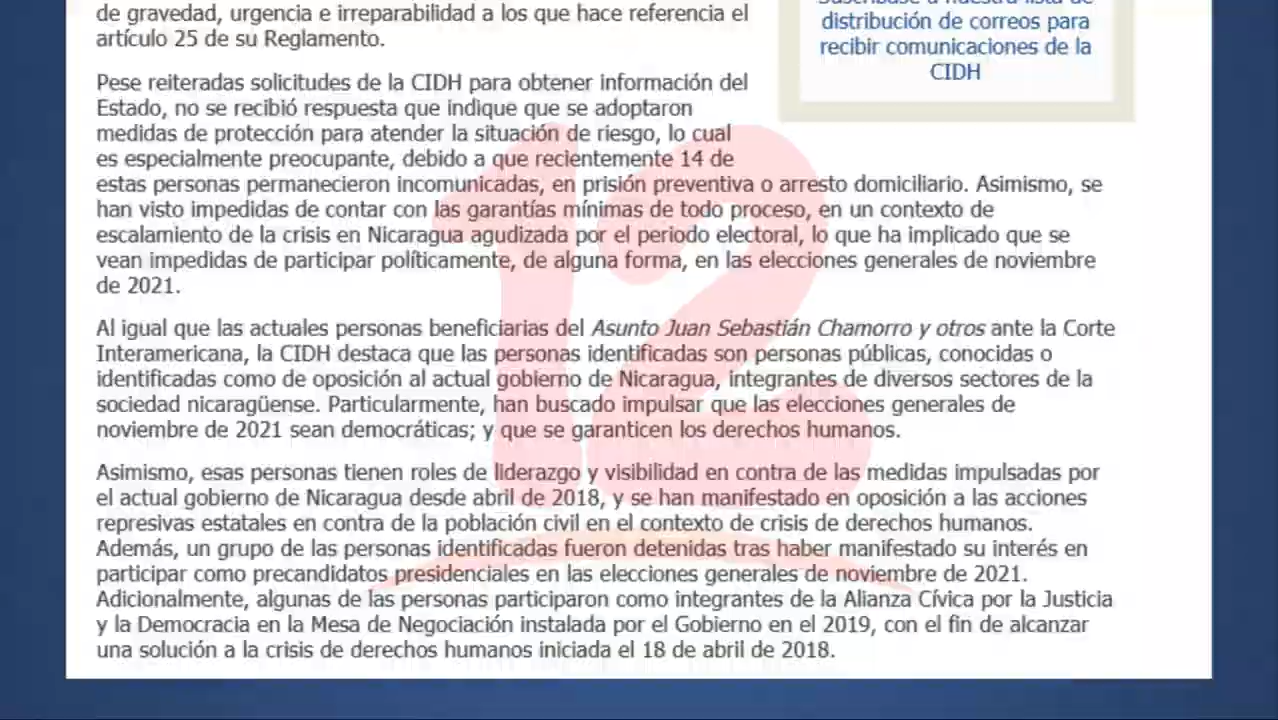 de gravedad, urgencia e irreparabilidad a los que hace referencia el
artículo 25 de su Reglamento.
Suscríbase a nuestra lista de
distribución de correos para
recibir comunicaciones de la
CIDH
Pese reiteradas solicitudes de la CIDH para obtener información del
Estado, no se recibió respuesta que indique que se adoptaron
medidas de protección para atender la situación de riesgo, lo cual
es especialmente preocupante, debido a que recientemente 14 de
estas personas permanecieron incomunicadas, en prisión preventiva o arresto domiciliario. Asimismo, se
han visto impedidas de contar con las garantías mínimas de todo proceso, en un contexto de
escalamiento de la crisis en Nicaragua agudizada por el periodo electoral, lo que ha implicado que se
vean impedidas de participar políticamente, de alguna forma, en las elecciones generales de noviembre
de 2021.
Al igual que las actuales personas beneficiarias del Asunto Juan Sebastián Chamorro y otros ante la Corte
Interamericana, la CIDH destaca que las personas identificadas son personas públicas, conocidas o
identificadas como de oposición al actual gobierno de Nicaragua, integrantes de diversos sectores de la
sociedad nicaragüense. Particularmente, han buscado impulsar que las elecciones generales de
noviembre de 2021 sean democráticas; y que se garanticen los derechos humanos.
Asimismo, esas personas tienen roles de liderazgo y visibilidad en contra de las medidas impulsadas por
el actual gobierno de Nicaragua desde abril de 2018, y se han manifestado en oposición a las acciones
represivas estatales en contra de la población civil en el contexto de crisis de derechos humanos.
Además, un grupo de las personas identificadas fueron detenidas tras haber manifestado su interés en
participar como precandidatos presidenciales en las elecciones generales de noviembre de 2021.
Adicionalmente, algunas de las personas participaron como integrantes de la Alianza Cívica por la Justicia
y la Democracia en la Mesa de Negociación instalada por el Gobierno en el 2019, con el fin de alcanzar
una solución a la crisis de derechos humanos iniciada el 18 de abril de 2018.
12